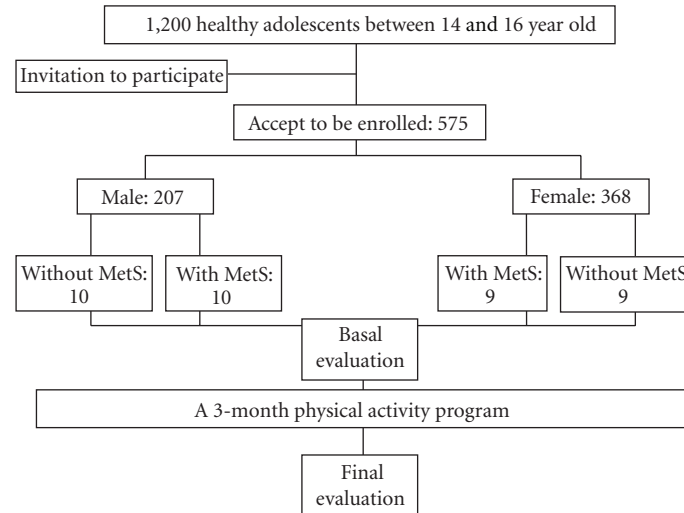 1,200 healthy adolescents between 14 and 16 year old
Invitation to participate
Accept to be enrolled: 575
Male: 207
Female: 368
Without MetS:
10
With MetS:
10
With MetS:
9
Without MetS:
9
Basal
evaluation
A 3-month physical activity program
Final
evaluation